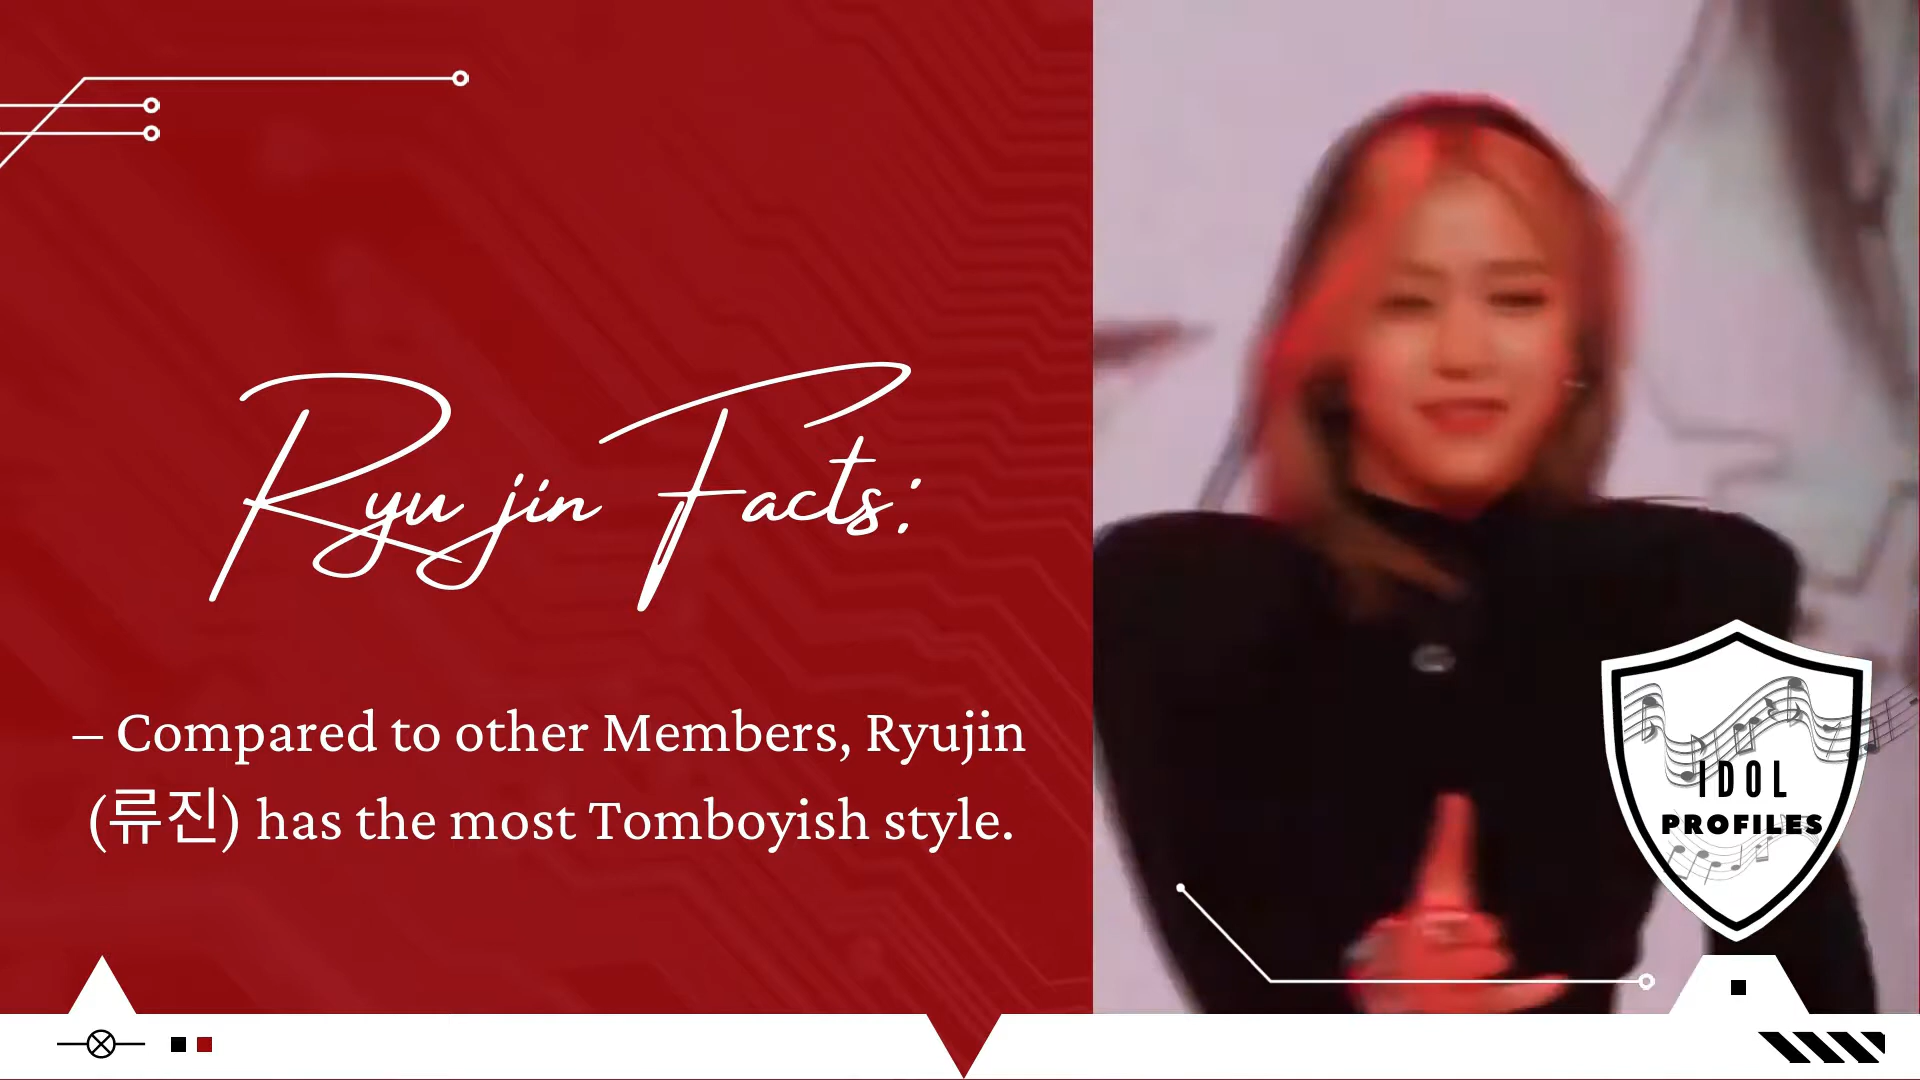 Ryujin Facts:
– Compared to other Members, Ryujin
(류진) has the most Tomboyish style.
IDOL
PROFILES